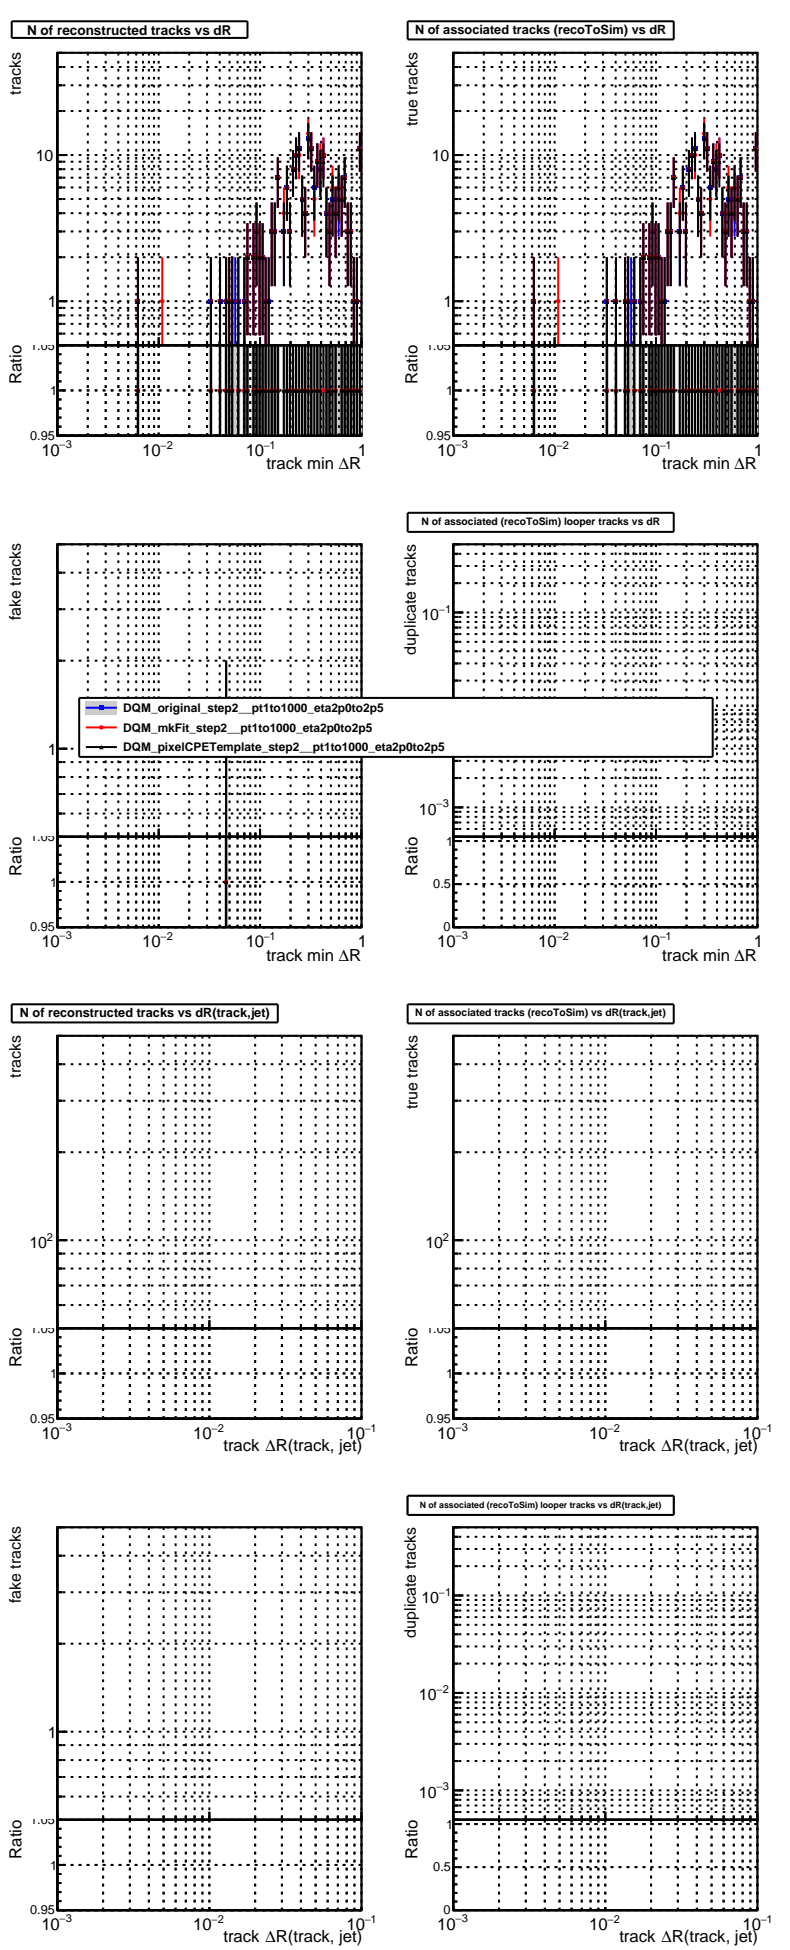 N of reconstructed tracks vs dR
N of associated tracks (recoToSim) vs dR
tracks
10
1
Ratio
1.05
1
0.95
10−3
10−2
10−1
1
track min ΔR
true tracks
10
1
Ratio
1.05
1
0.95
10−3
10−2
10−1
1
track min ΔR
N of associated (recoToSim) looper tracks vs dR
fake tracks
1
Ratio
1.05
1
0.95
10−3
10−2
10−1
1
track min ΔR
duplicate tracks
10−1
10−3
Ratio
1
0.5
0
10−3
10−2
10−1
1
track min ΔR
DQM_original_step2__pt1to1000_eta2p0to2p5
DQM_mkFit_step2__pt1to1000_eta2p0to2p5
DQM_pixelCPETemplate_step2__pt1to1000_eta2p0to2p5
N of reconstructed tracks vs dR(track,jet)
N of associated tracks (recoToSim) vs dR(track,jet)
tracks
102
Ratio
1.05
1
0.95
10−3
10−2
10−1
track ΔR(track, jet)
true tracks
102
Ratio
1.05
1
0.95
10−3
10−2
10−1
track ΔR(track, jet)
N of associated (recoToSim) looper tracks vs dR(track,jet)
fake tracks
1
Ratio
1.05
1
0.95
10−3
10−2
10−1
track ΔR(track, jet)
duplicate tracks
10−1
10−2
10−3
Ratio
1
0.5
0
10−3
10−2
10−1
track ΔR(track, jet)